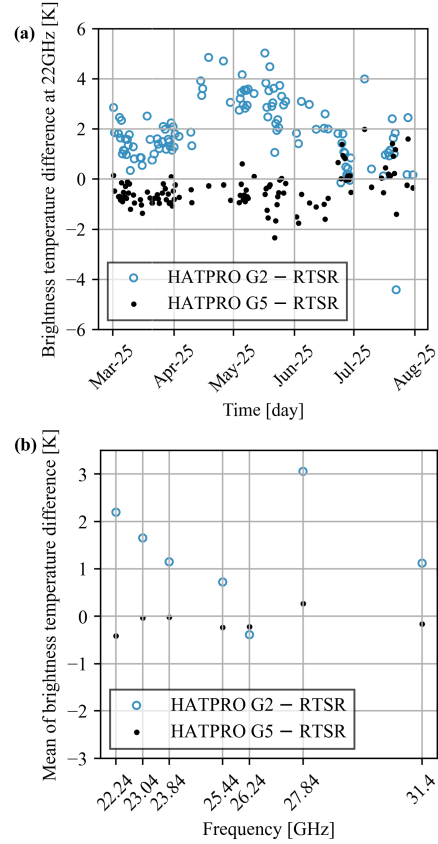 (a)
Brightness temperature difference at 22GHz [K]
6
4
2
0
−2
−4
−6
HATPRO G2 − RTSR
HATPRO G5 − RTSR
Mar-25
Apr-25
May-25
Jun-25
Jul-25
Aug-25
Time [day]
(b)
Mean of brightness temperature difference [K]
3
2
1
0
−1
−2
−3
HATPRO G2 − RTSR
HATPRO G5 − RTSR
22.24
23.04
23.84
25.44
26.24
27.84
31.4
Frequency [GHz]